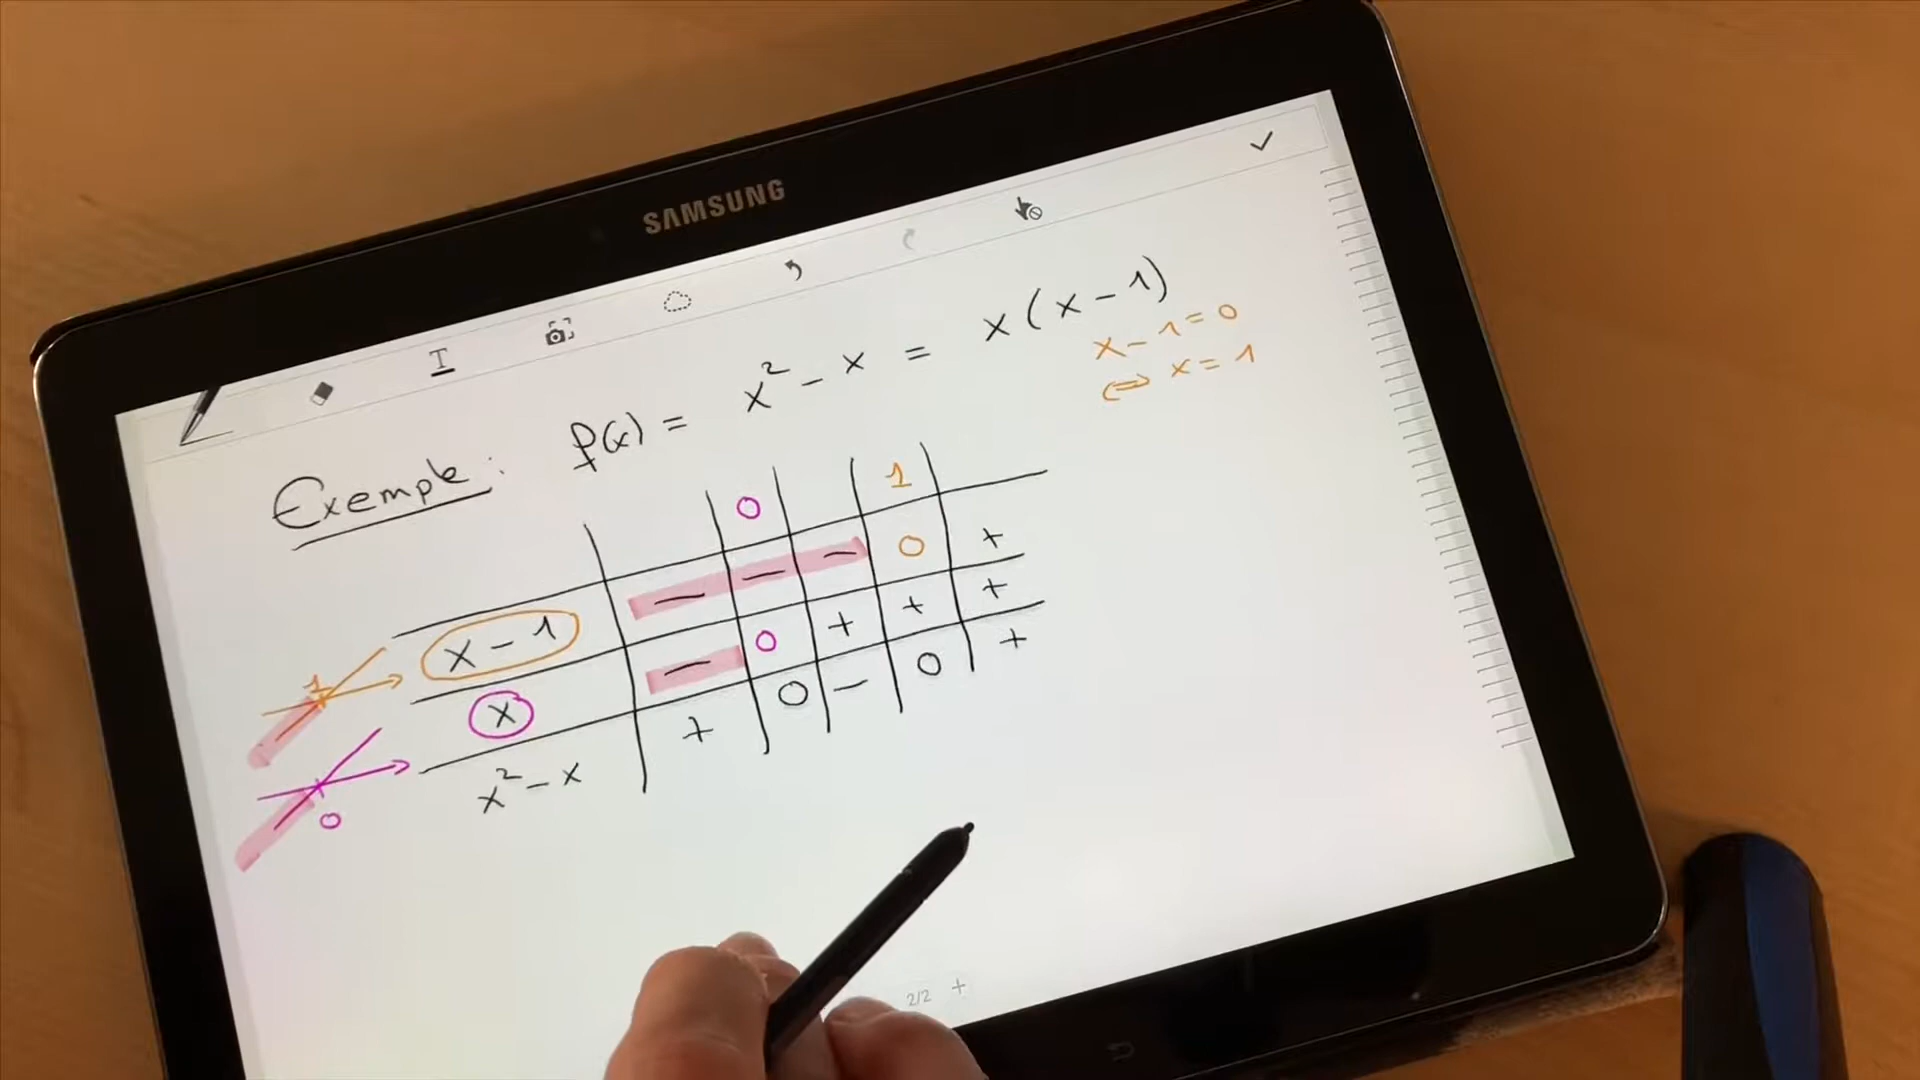 SAMSUNG
T
Exemple : f(x) = x² - x = x(x-1)
x-1=0
⇔ x=1
0 1
x-1 - - - 0 +
x - 0 + + +
x²-x + 0 - 0 +
1
0
2/2 +